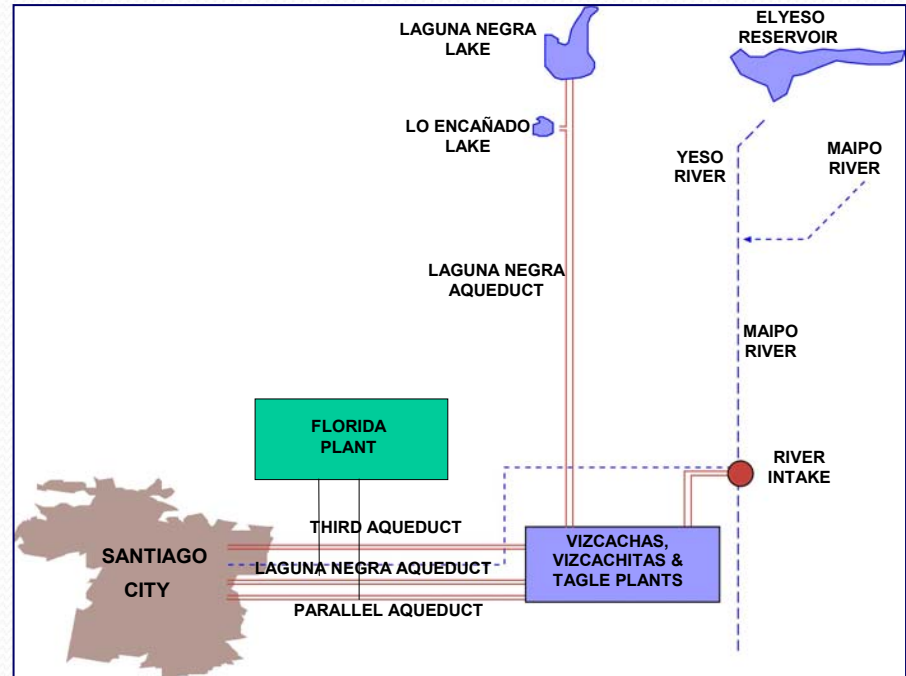 LAGUNA NEGRA
LAKE
ELYESO
RESERVOIR
LO ENCAÑADO
LAKE
YESO
RIVER
MAIPO
RIVER
LAGUNA NEGRA
AQUEDUCT
MAIPO
RIVER
FLORIDA
PLANT
RIVER
INTAKE
THIRD AQUEDUCT
VIZCACHAS,
VIZCACHITAS &
TAGLE PLANTS
SANTIAGO
CITY
LAGUNA NEGRA AQUEDUCT
PARALLEL AQUEDUCT